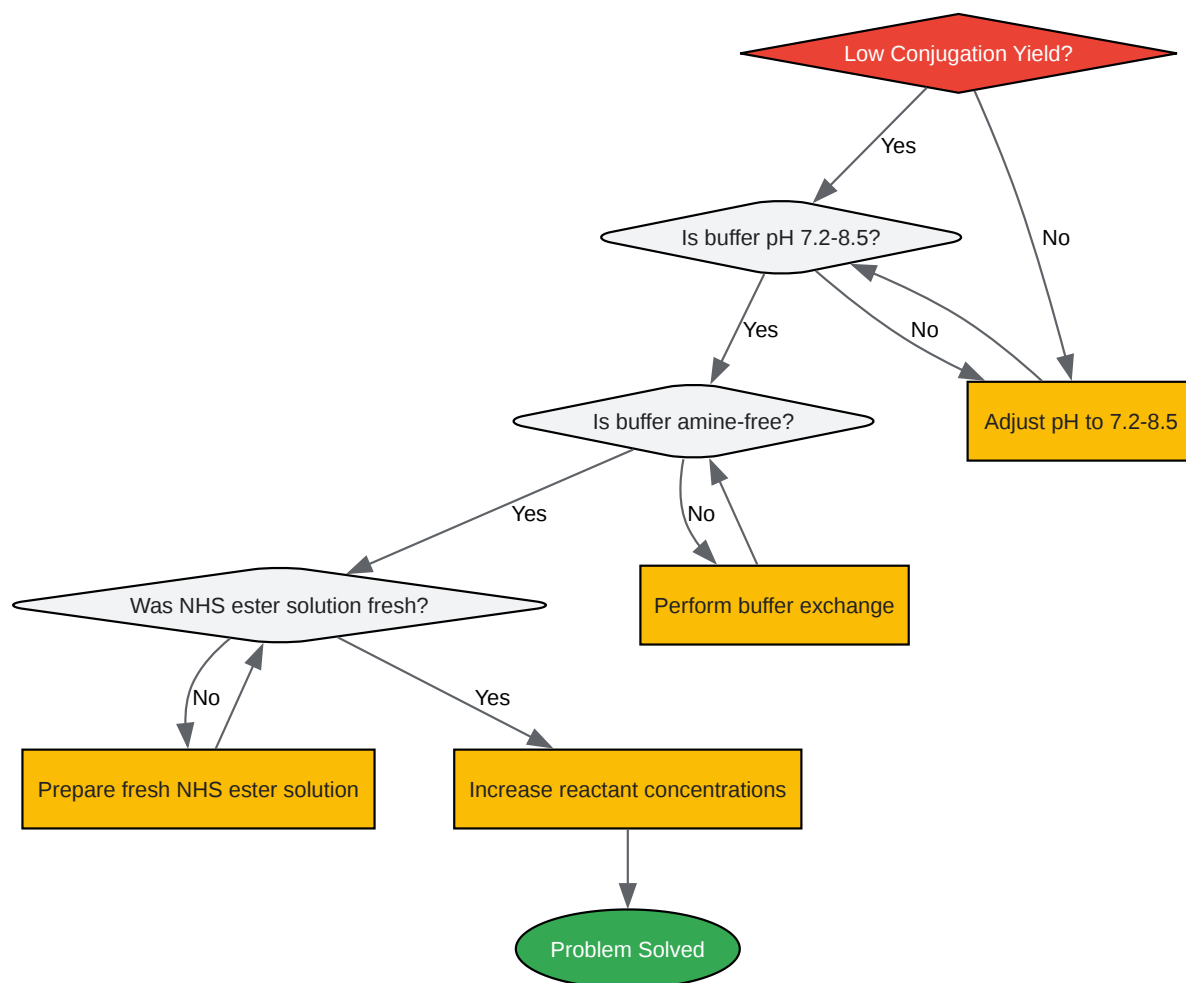 Low Conjugation Yield?
Yes
No
Is buffer pH 7.2-8.5?
Yes
No
Adjust pH to 7.2-8.5
Is buffer amine-free?
Yes
No
Was NHS ester solution fresh?
Perform buffer exchange
No
Yes
Prepare fresh NHS ester solution
Increase reactant concentrations
Problem Solved